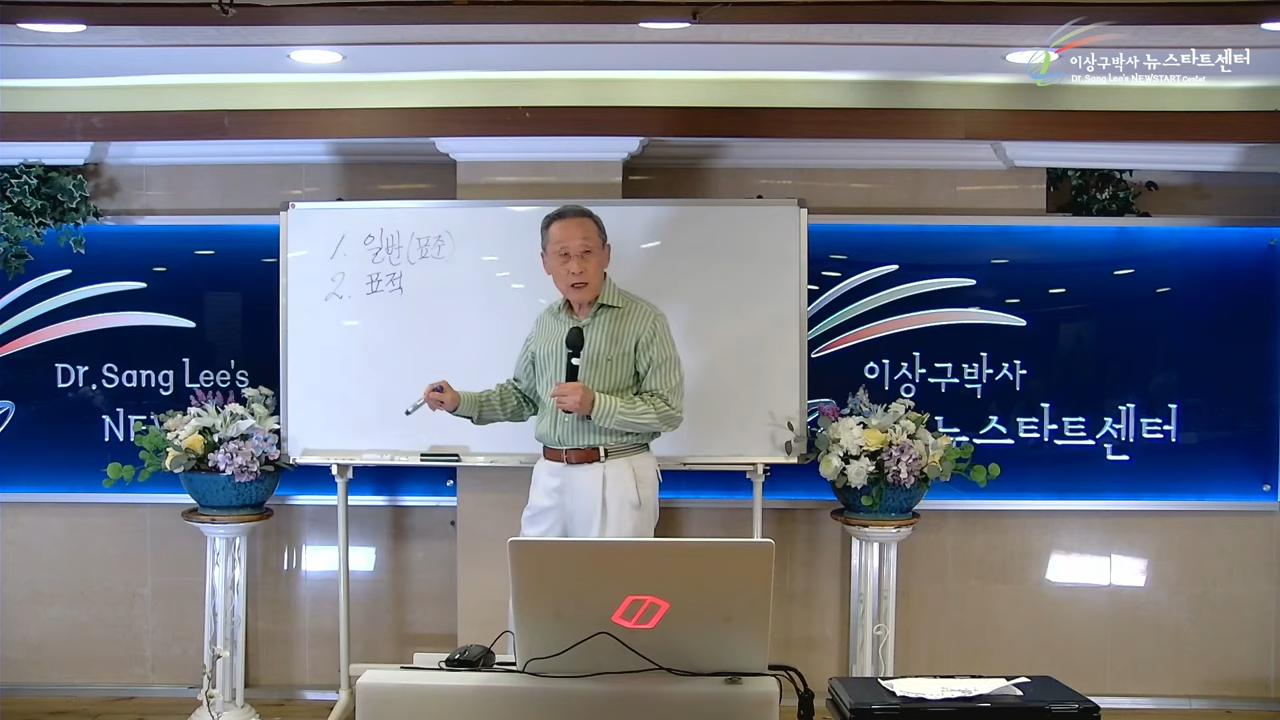 이상구박사 뉴스타트센터
Dr. Sang Lee's NEWSTART Center
1. 일반(표준)
2. 표적
Dr. Sang Lee's
NE
이상구박사
뉴스타트센터